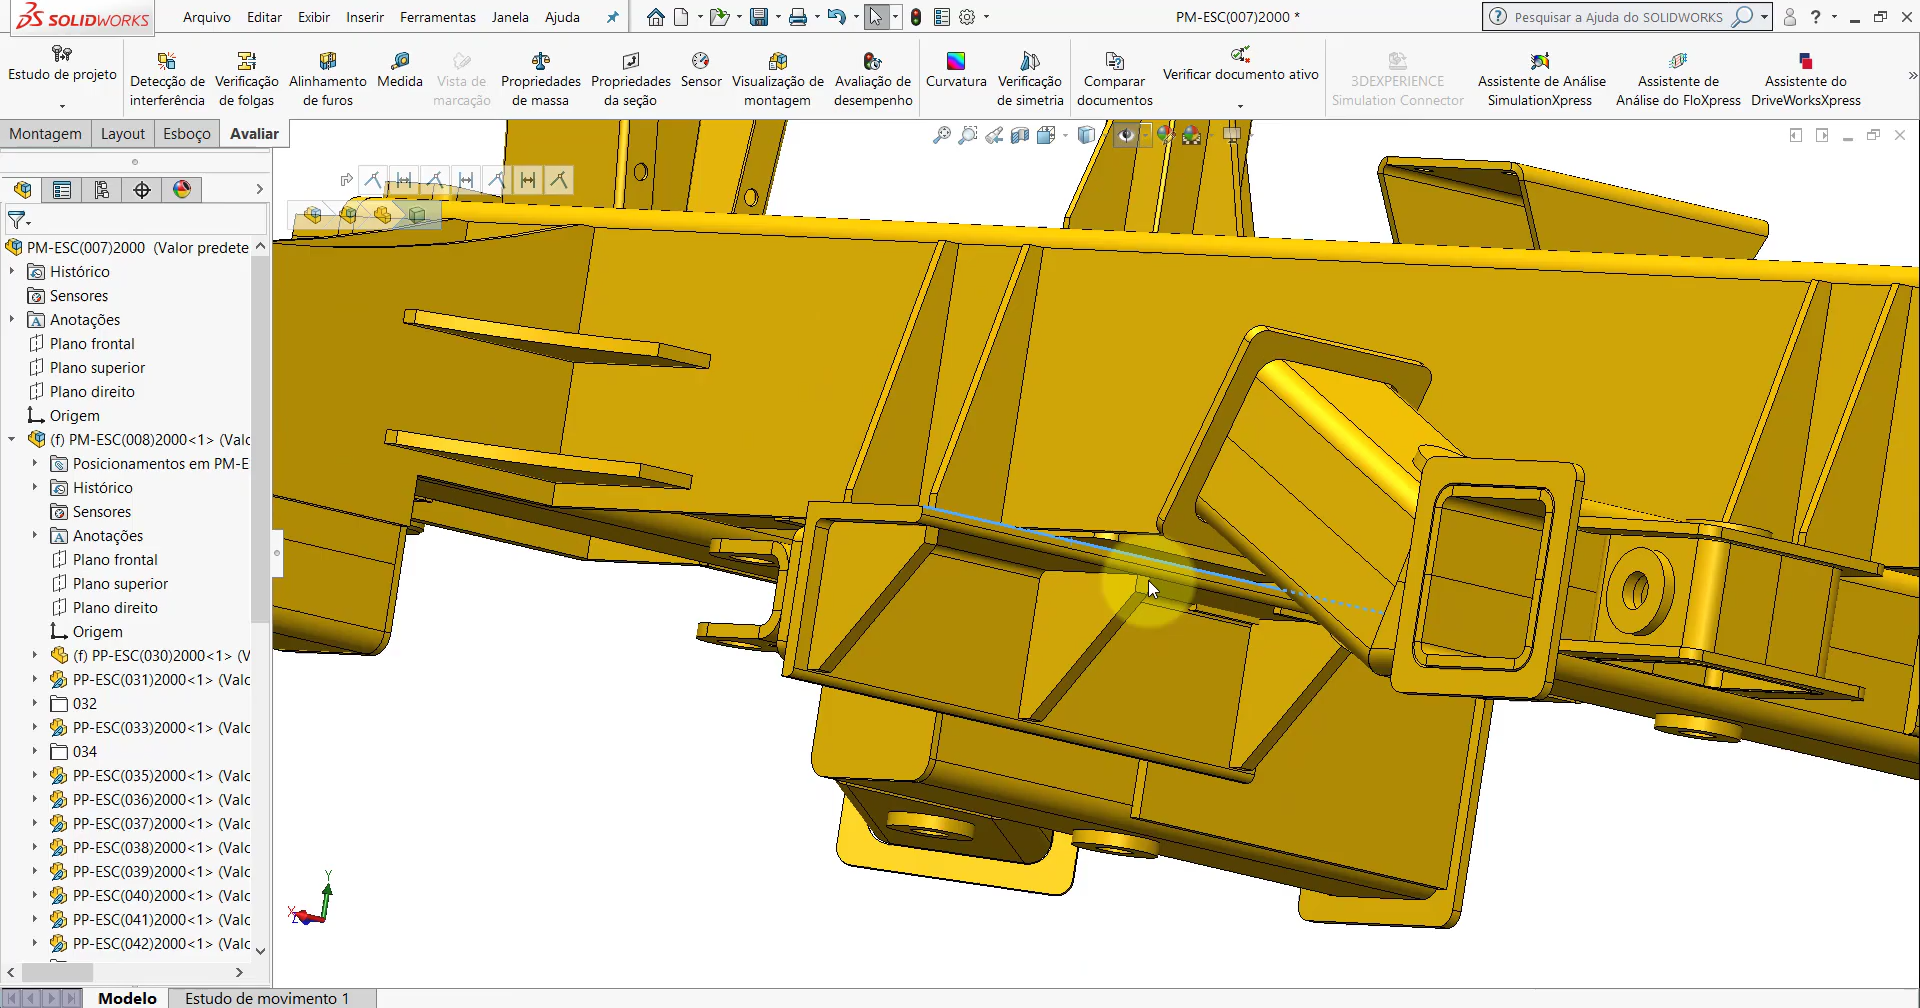 SOLIDWORKS
Arquivo Editar Exibir Inserir Ferramentas Janela Ajuda
PM-ESC(007)2000 *
Pesquisar a Ajuda do SOLIDWORKS
Estudo de projeto
Detecção de interferência
Verificação de folgas
Alinhamento de furos
Medida
Vista de marcação
Propriedades de massa
Propriedades da seção
Sensor
Visualização de montagem
Avaliação de desempenho
Curvatura
Verificação de simetria
Comparar documentos
Verificar documento ativo
3DEXPERIENCE Simulation Connector
Assistente de Análise SimulationXpress
Assistente de Análise do FloXpress
Assistente do DriveWorksXpress
Montagem Layout Esboço Avaliar
PM-ESC(007)2000 (Valor predete
Histórico
Sensores
Anotações
Plano frontal
Plano superior
Plano direito
Origem
(f) PM-ESC(008)2000<1> (Valc
Posicionamentos em PM-E
Histórico
Sensores
Anotações
Plano frontal
Plano superior
Plano direito
Origem
(f) PP-ESC(030)2000<1> (V
PP-ESC(031)2000<1> (Valc
032
PP-ESC(033)2000<1> (Valc
034
PP-ESC(035)2000<1> (Valc
PP-ESC(036)2000<1> (Valc
PP-ESC(037)2000<1> (Valc
PP-ESC(038)2000<1> (Valc
PP-ESC(039)2000<1> (Valc
PP-ESC(040)2000<1> (Valc
PP-ESC(041)2000<1> (Valc
PP-ESC(042)2000<1> (Valc
Y
X
Z
Modelo Estudo de movimento 1